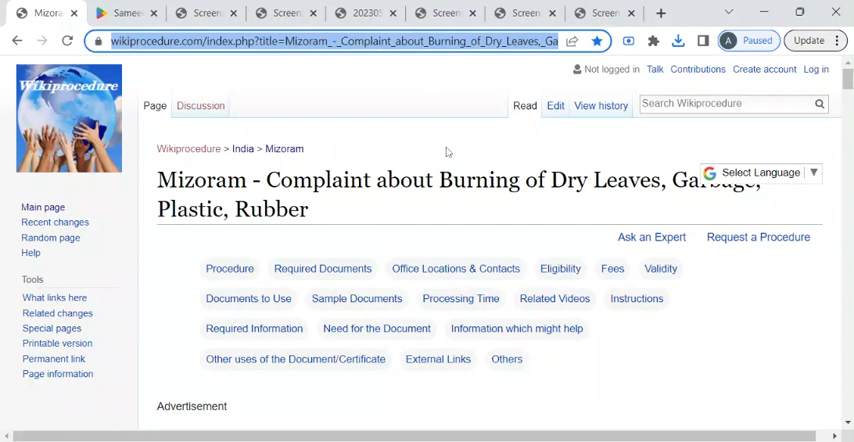 Mizora
Samee
Screen
Screen
202305
Screen
Screen
Screen
wikiprocedure.com/index.php?title=Mizoram_-_Complaint_about_Burning_of_Dry_Leaves,_Ga
A Paused
Update
Not logged in Talk Contributions Create account Log in
Wikiprocedure
Page Discussion Read Edit View history Search Wikiprocedure
Wikiprocedure > India > Mizoram
G Select Language ▼
Mizoram - Complaint about Burning of Dry Leaves, Garbage,
Plastic, Rubber
Main page
Recent changes
Random page
Help
Tools
What links here
Related changes
Special pages
Printable version
Permanent link
Page information
Ask an Expert Request a Procedure
Procedure Required Documents Office Locations & Contacts Eligibility Fees Validity
Documents to Use Sample Documents Processing Time Related Videos Instructions
Required Information Need for the Document Information which might help
Other uses of the Document/Certificate External Links Others
Advertisement